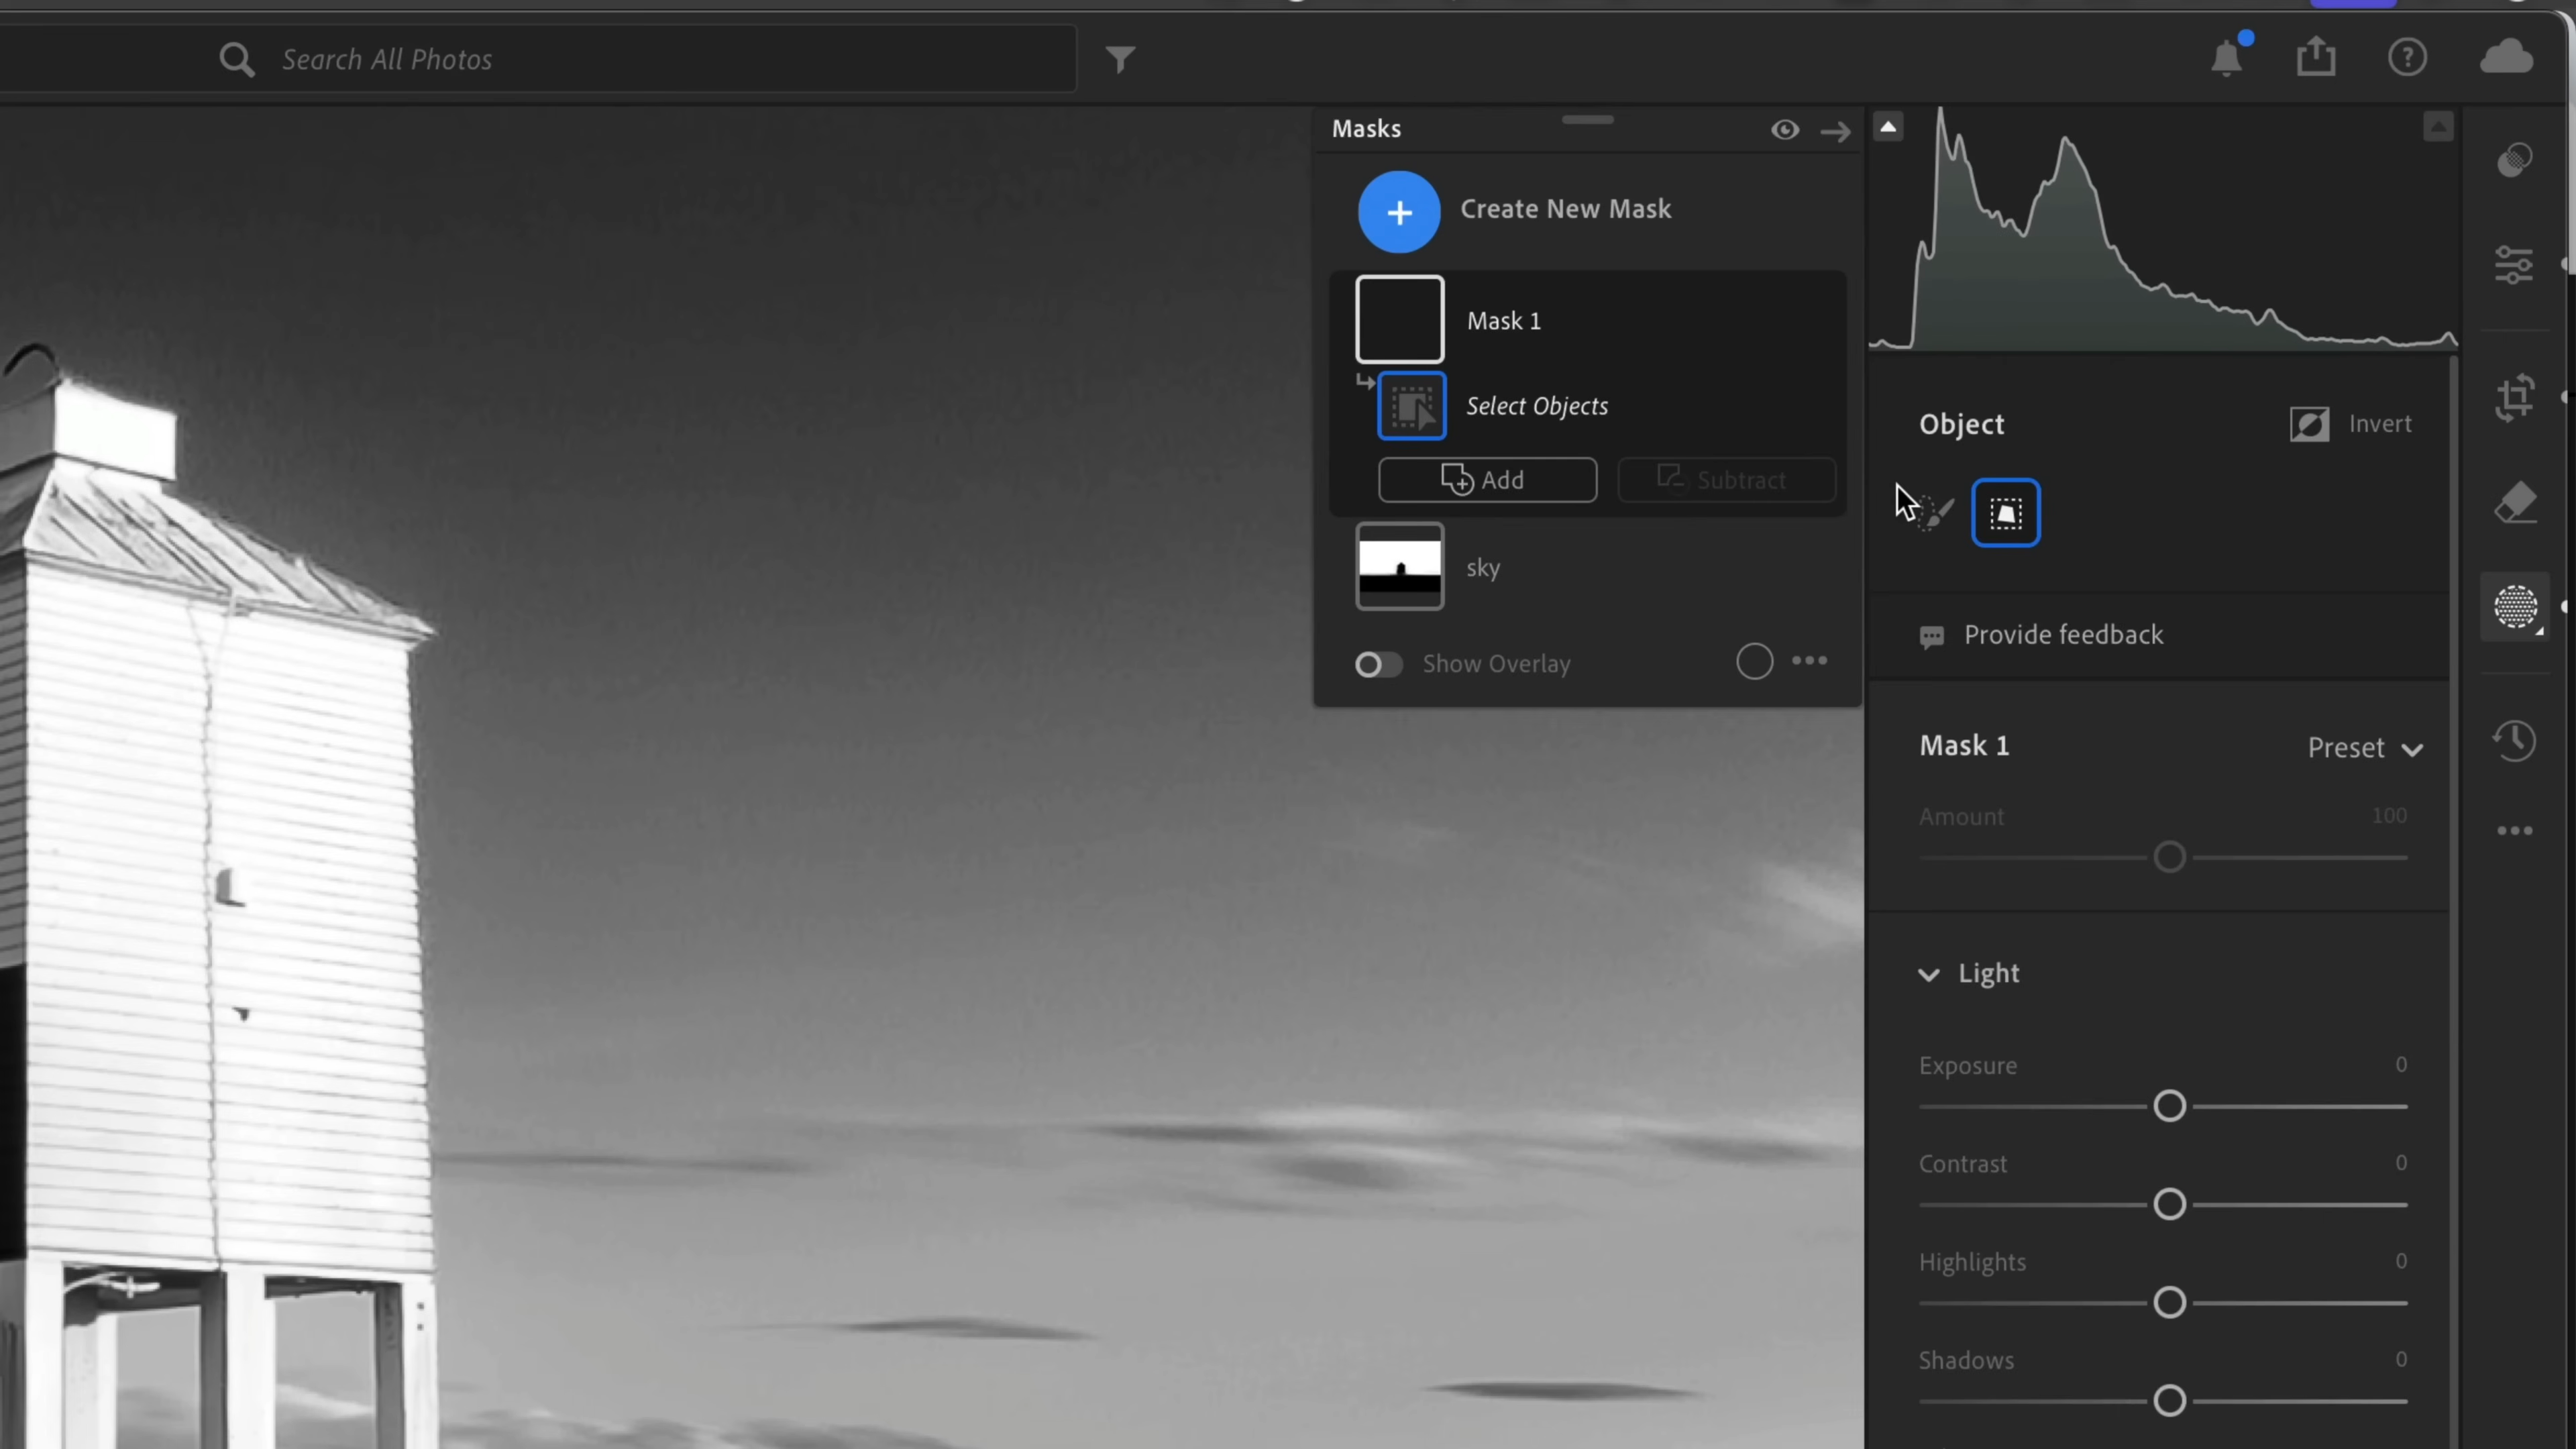 Search All Photos
Masks
Create New Mask
Mask 1
Select Objects
Add
Subtract
sky
Show Overlay
Object
Invert
Provide feedback
Mask 1
Preset
Amount
100
Light
Exposure
0
Contrast
0
Highlights
0
Shadows
0